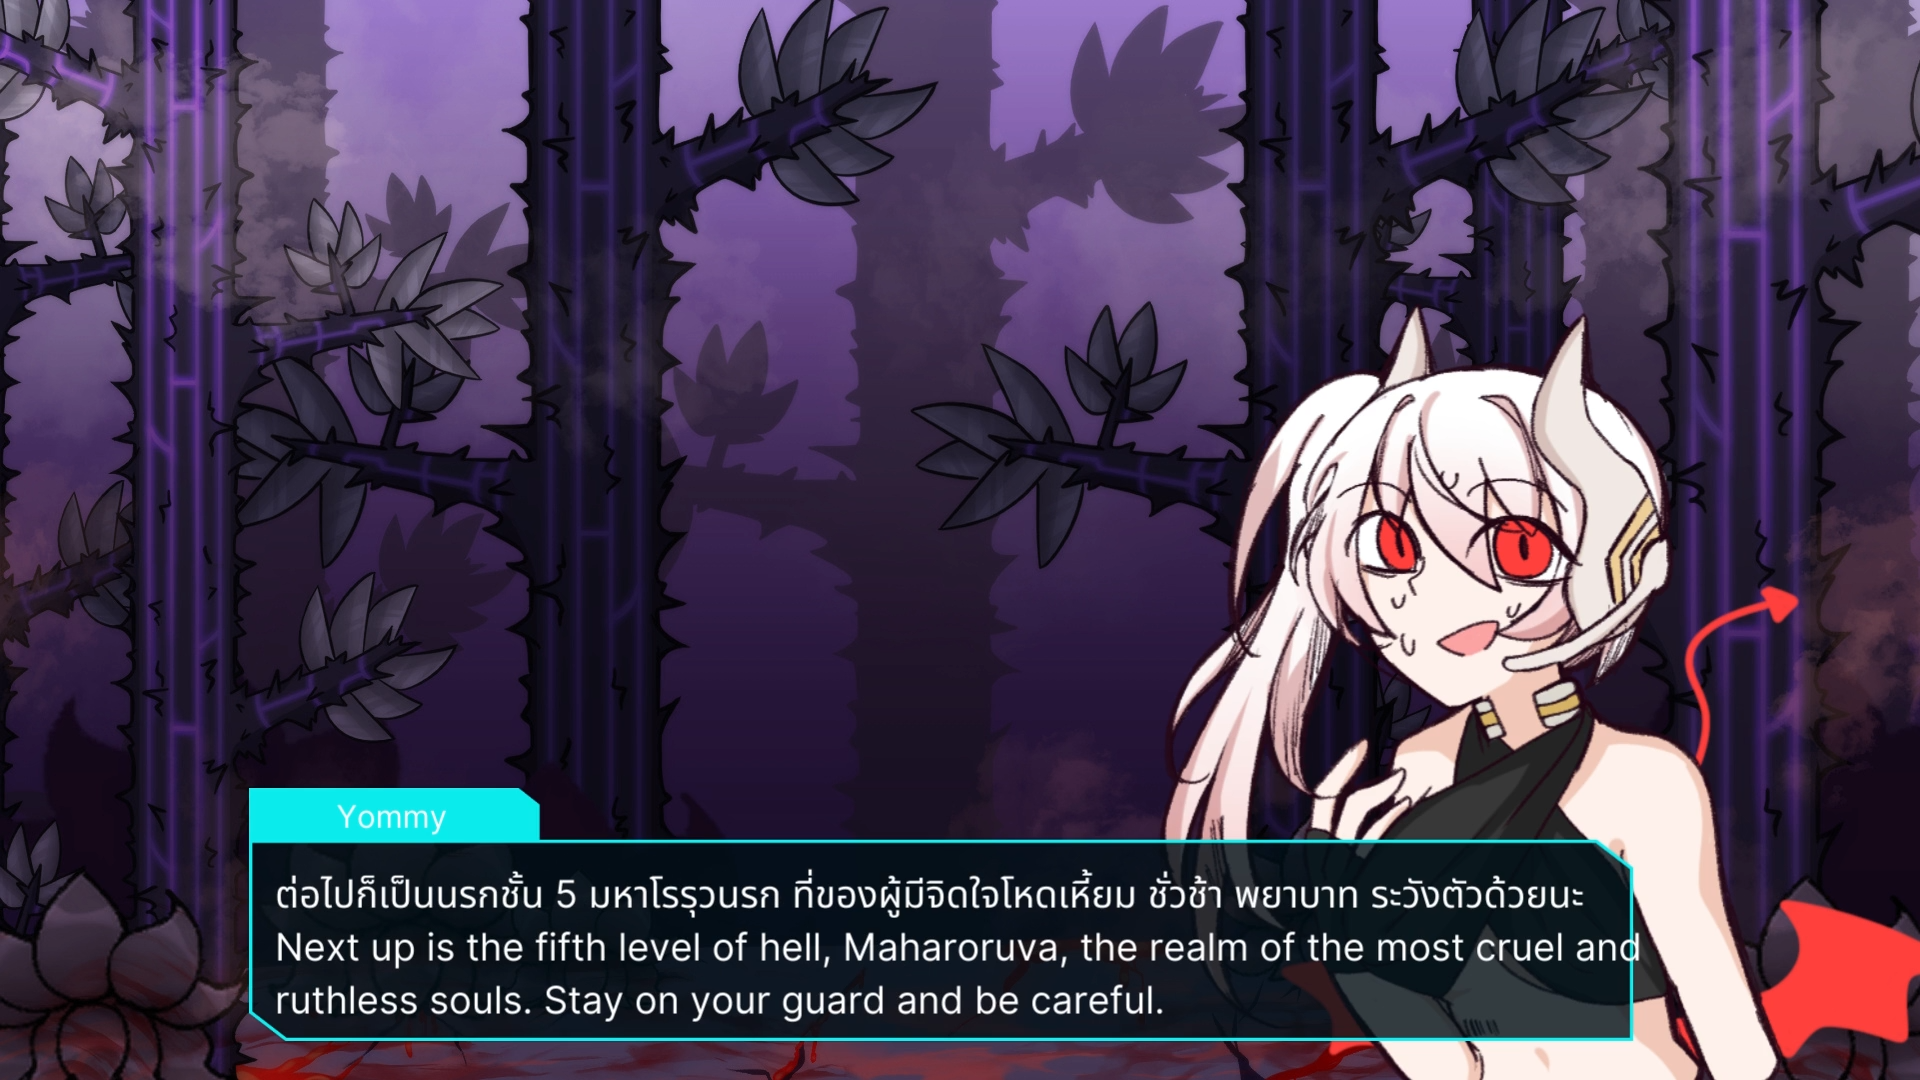 Yommy
ต่อไปก็เป็นนรกชั้น 5 มหาโรรุวนรก ที่ของผู้มีจิดใจโหดเหี้ยม ชั่วช้า พยาบาท ระวังตัวด้วยนะ
Next up is the fifth level of hell, Maharoruva, the realm of the most cruel and
ruthless souls. Stay on your guard and be careful.